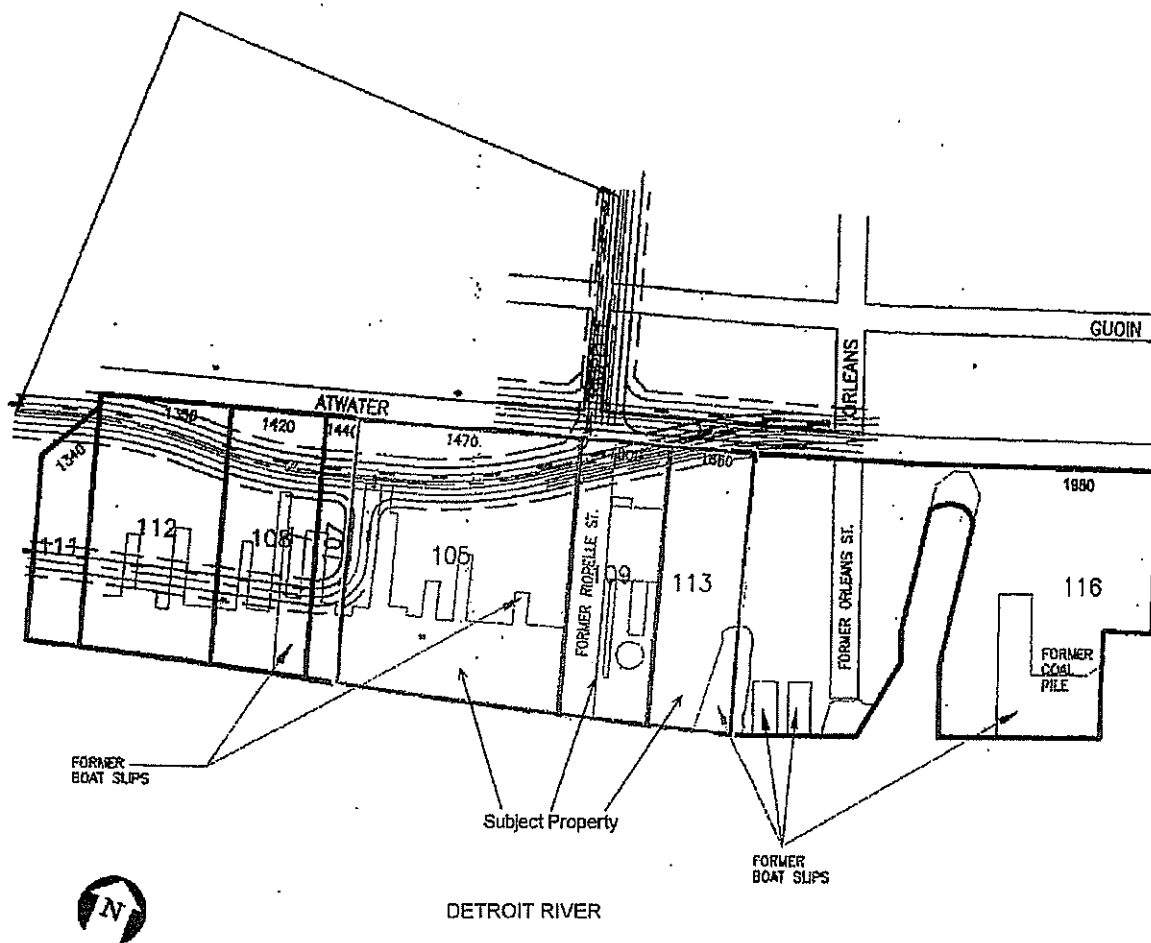 GUOIN
ORLEANS
ATWATER
1340
1350
1420
1440
1470
1980
111
112
108
107
105
109
113
116
FORMER RIOPELLE ST.
FORMER ORLEANS ST.
FORMER
COAL
PILE
FORMER
BOAT SLIPS
Subject Property
FORMER
BOAT SLIPS
N
DETROIT RIVER